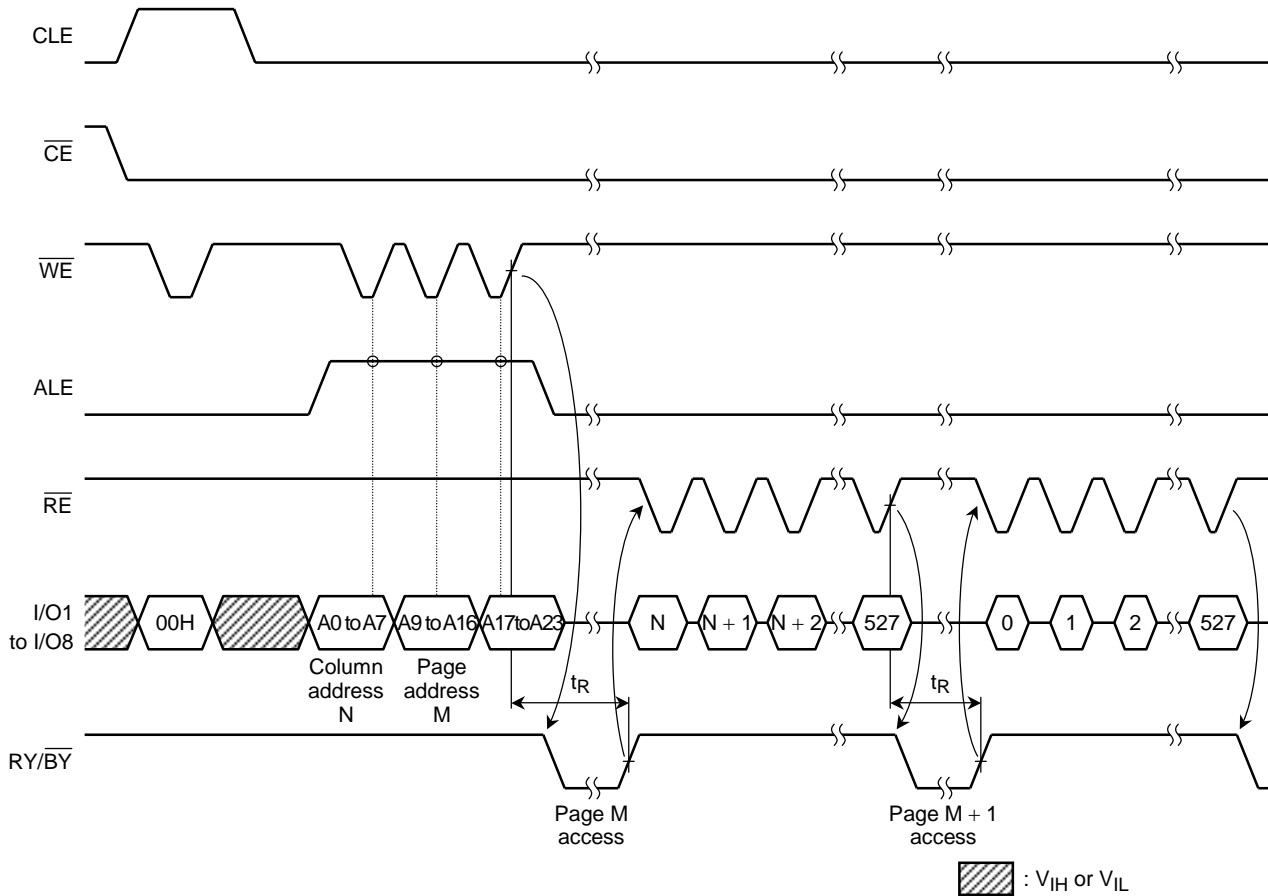 CLE
CE
WE
ALE
RE
I/O1
to I/O8
00H
A0 to A7
A9 to A16
A17 to A23
N
N + 1
N + 2
527
0
1
2
527
Column
address
N
Page
address
M
tR
tR
RY/BY
Page M
access
Page M + 1
access
: VIH or VIL